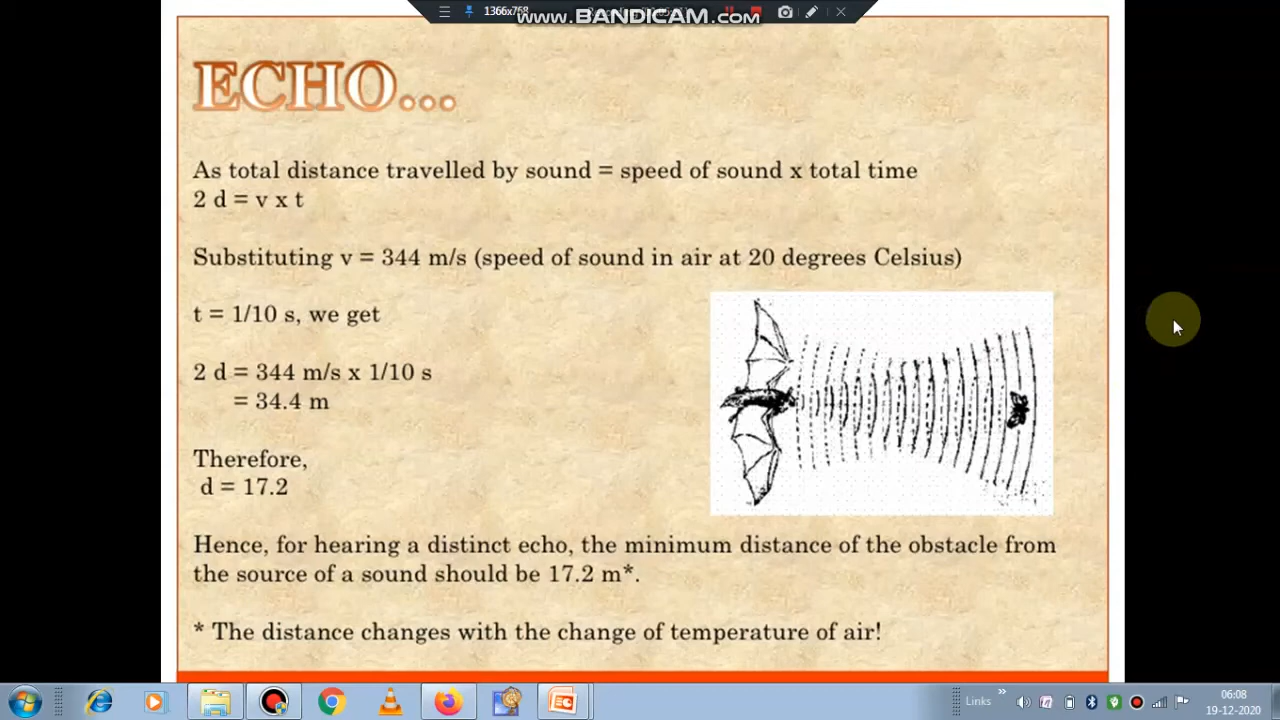 1366x768
www.BANDICAM.com
ECHO...
As total distance travelled by sound = speed of sound x total time
2 d = v x t
Substituting v = 344 m/s (speed of sound in air at 20 degrees Celsius)
t = 1/10 s, we get
2 d = 344 m/s x 1/10 s
= 34.4 m
Therefore,
d = 17.2
Hence, for hearing a distinct echo, the minimum distance of the obstacle from
the source of a sound should be 17.2 m*.
* The distance changes with the change of temperature of air!
Links
06:08
19-12-2020